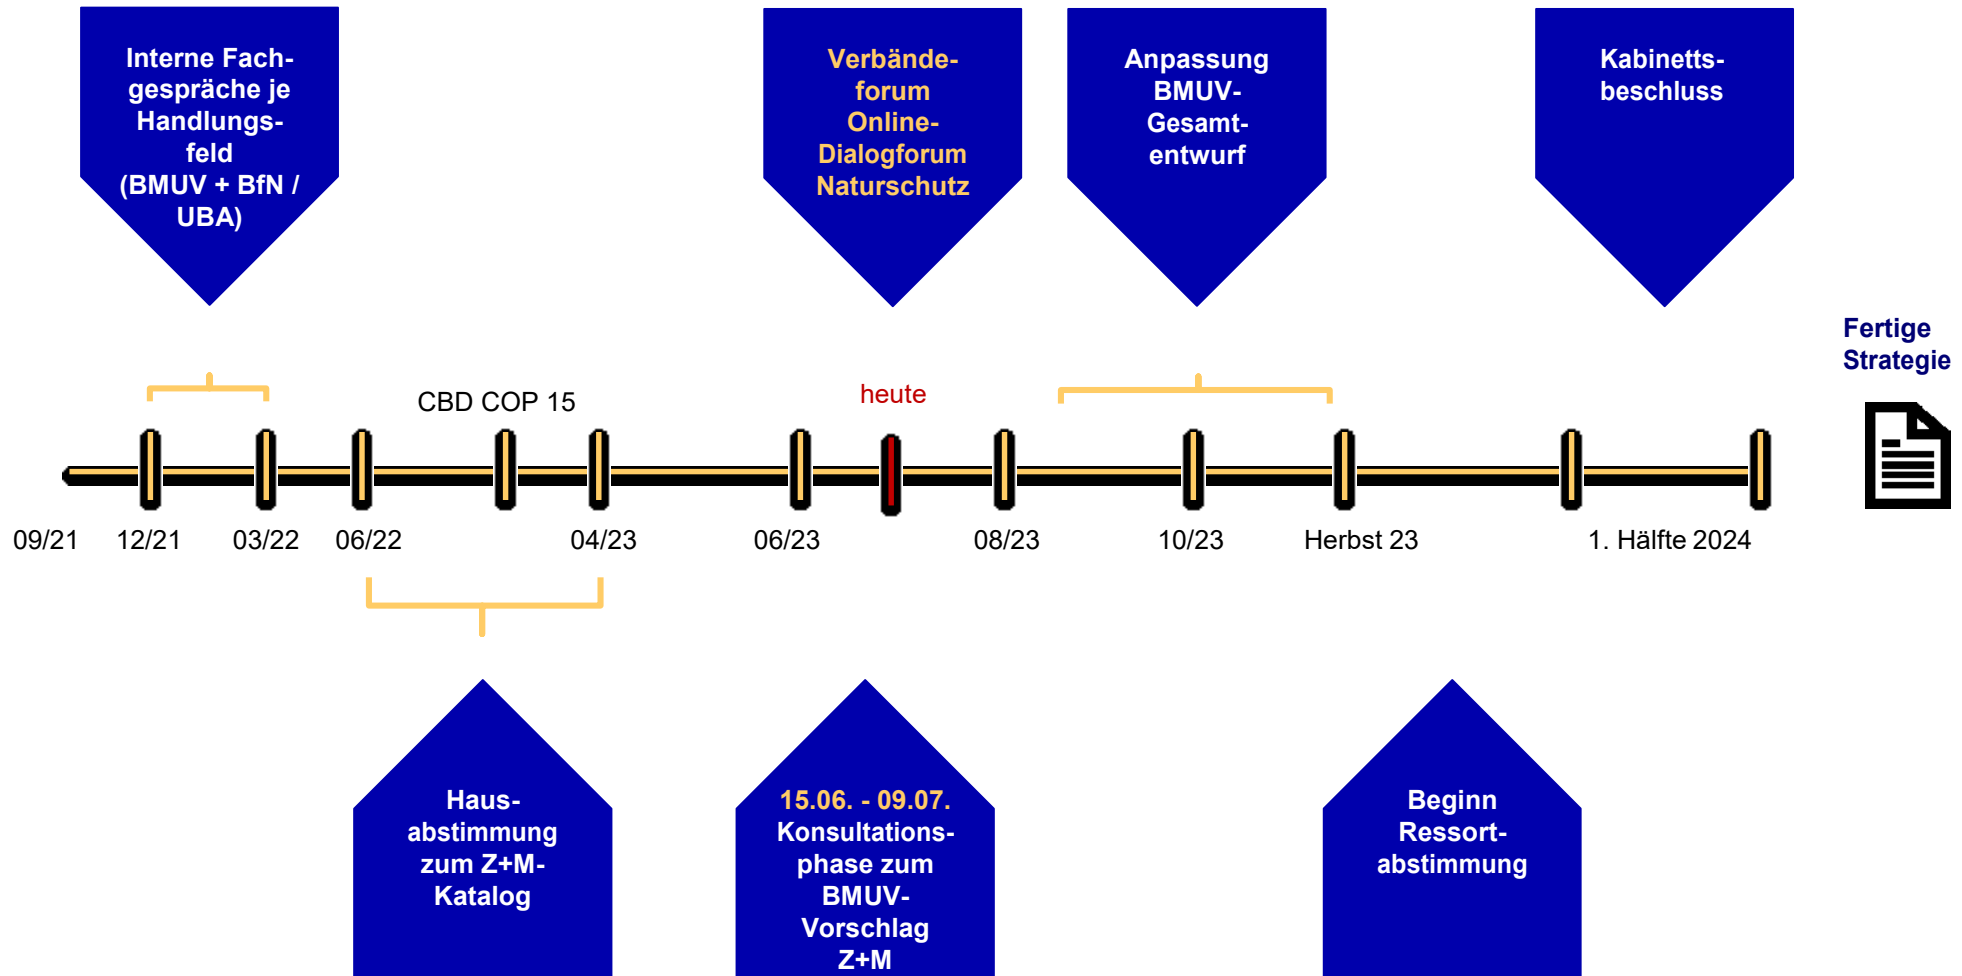 Interne Fach-
gespräche je
Handlungs-
feld
(BMUV + BfN /
UBA)
Verbände-
forum
Online-
Dialogforum
Naturschutz
Anpassung
BMUV-
Gesamt-
entwurf
Kabinetts-
beschluss
Fertige
Strategie
CBD COP 15
heute
09/21
12/21
03/22
06/22
04/23
06/23
08/23
10/23
Herbst 23
1. Hälfte 2024
Haus-
abstimmung
zum Z+M-
Katalog
15.06. - 09.07.
Konsultations-
phase zum
BMUV-
Vorschlag
Z+M
Beginn
Ressort-
abstimmung